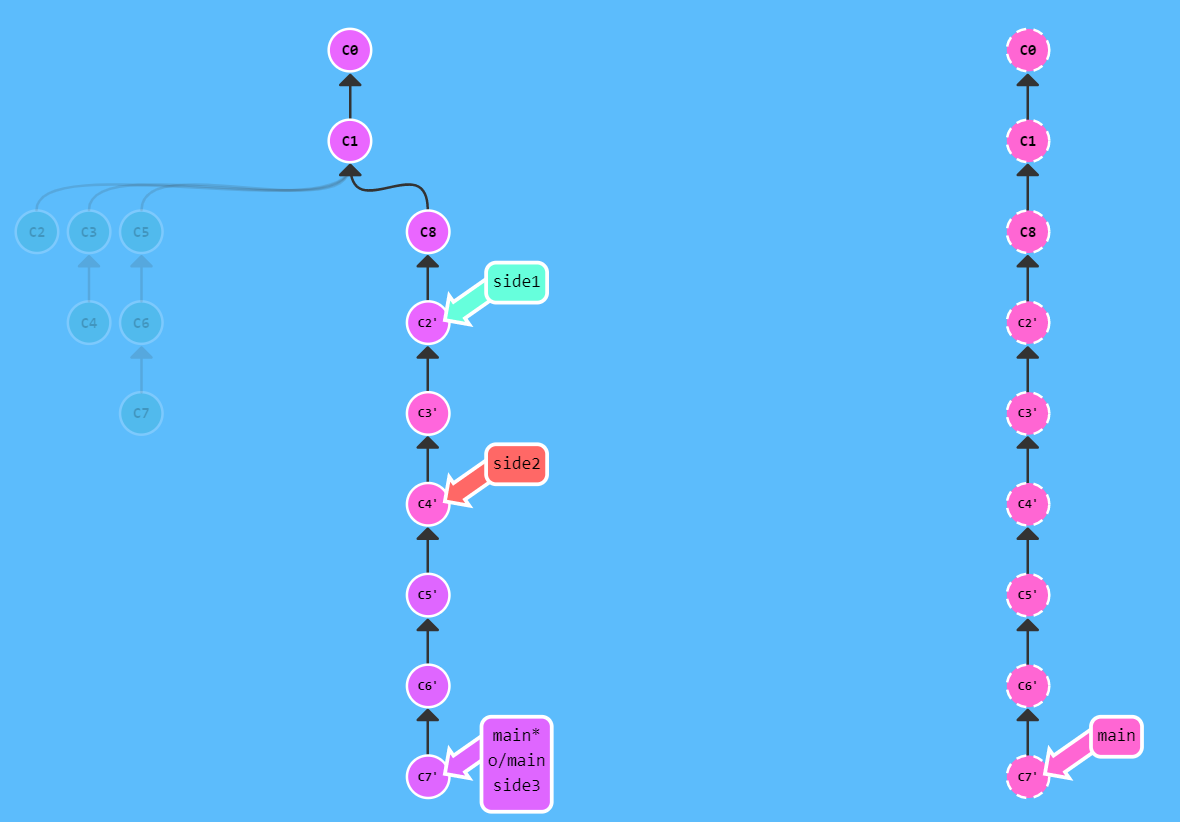 C0
C1
C2
C3
C5
C8
side1
C4
C6
C2'
C7
C3'
side2
C4'
C5'
C6'
main*
o/main
side3
C7'
C0
C1
C8
C2'
C3'
C4'
C5'
C6'
main
C7'